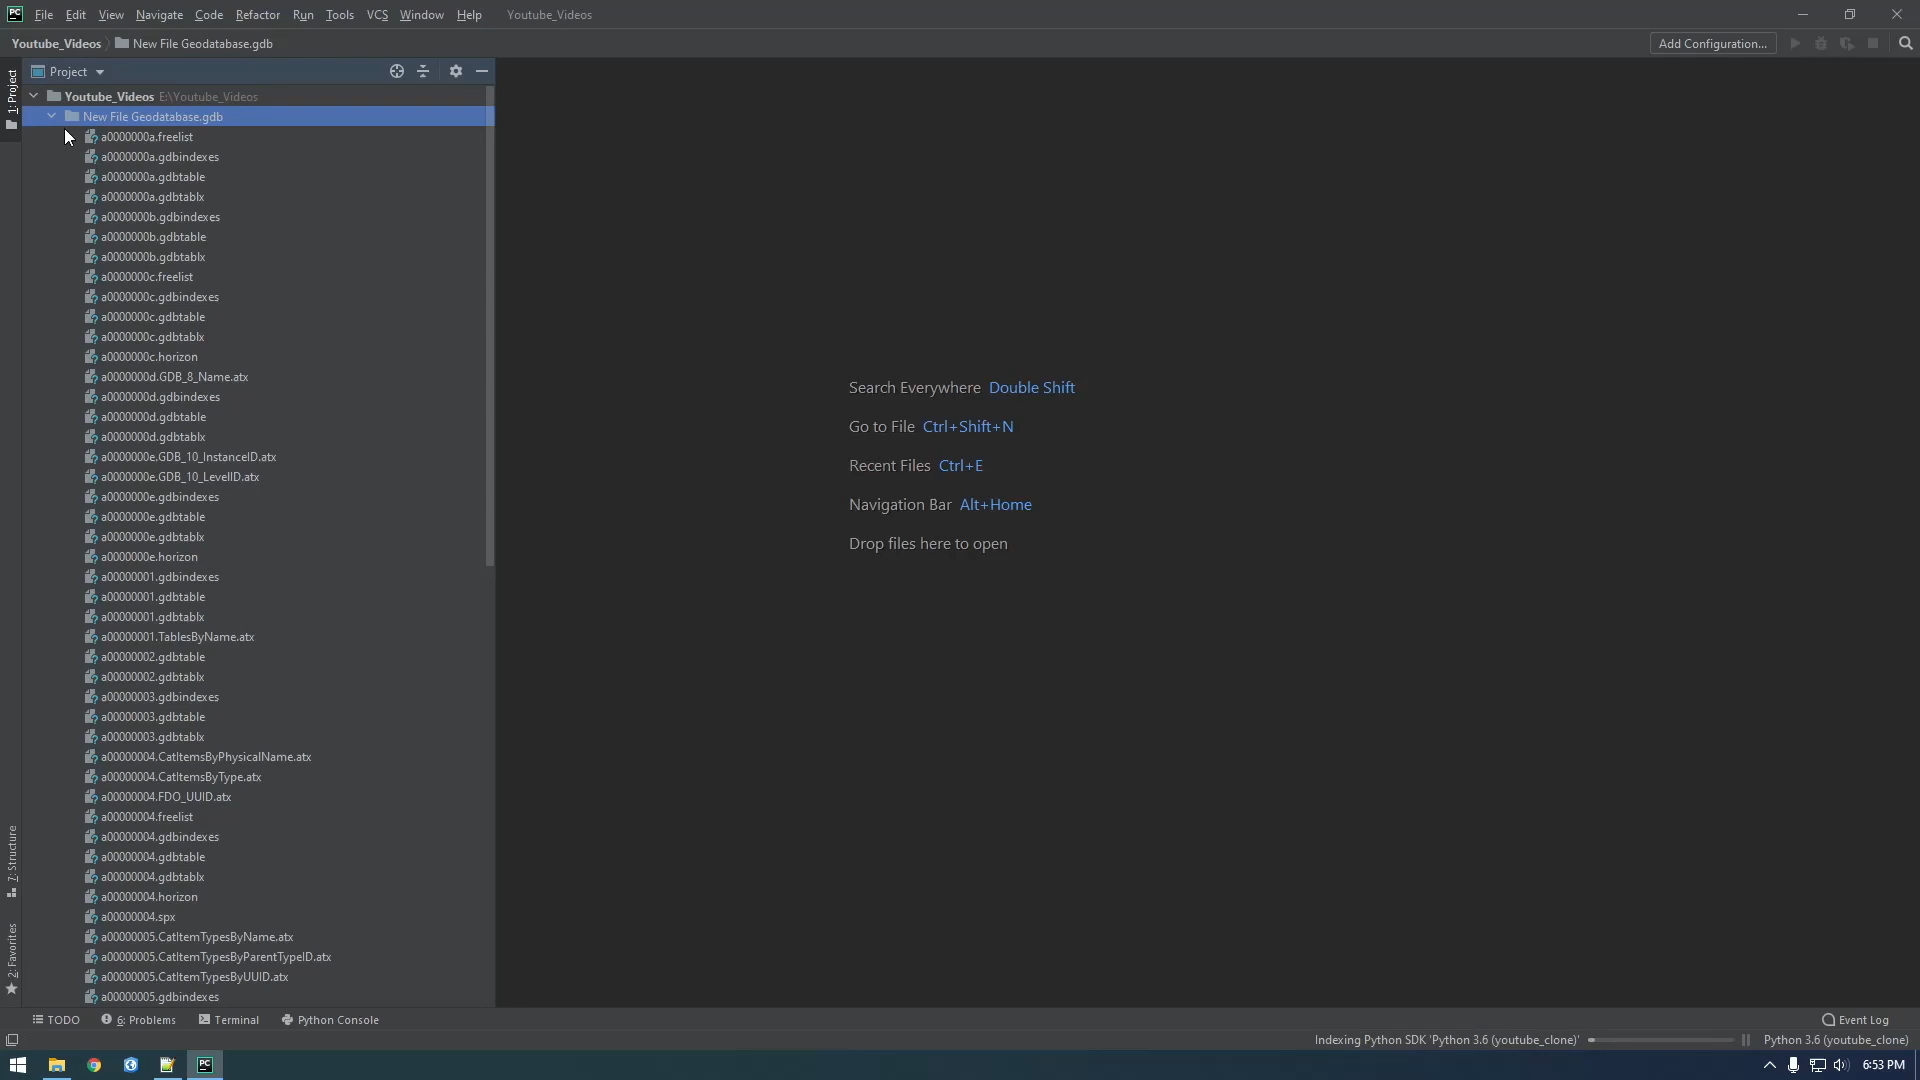 File Edit View Navigate Code Refactor Run Tools VCS Window Help Youtube_Videos
Youtube_Videos New File Geodatabase.gdb Add Configuration...
1: Project
Project
Youtube_Videos E:\Youtube_Videos
New File Geodatabase.gdb
a0000000a.freelist
a0000000a.gdbindexes
a0000000a.gdbtable
a0000000a.gdbtablx
a0000000b.gdbindexes
a0000000b.gdbtable
a0000000b.gdbtablx
a0000000c.freelist
a0000000c.gdbindexes
a0000000c.gdbtable
a0000000c.gdbtablx
a0000000c.horizon
a0000000d.GDB_8_Name.atx
a0000000d.gdbindexes
a0000000d.gdbtable
a0000000d.gdbtablx
a0000000e.GDB_10_InstanceID.atx
a0000000e.GDB_10_LevelID.atx
a0000000e.gdbindexes
a0000000e.gdbtable
a0000000e.gdbtablx
a0000000e.horizon
a00000001.gdbindexes
a00000001.gdbtable
a00000001.gdbtablx
a00000001.TablesByName.atx
a00000002.gdbtable
a00000002.gdbtablx
a00000003.gdbindexes
a00000003.gdbtable
a00000003.gdbtablx
a00000004.CatItemsByPhysicalName.atx
a00000004.CatItemsByType.atx
a00000004.FDO_UUID.atx
a00000004.freelist
a00000004.gdbindexes
a00000004.gdbtable
a00000004.gdbtablx
a00000004.horizon
a00000004.spx
a00000005.CatItemTypesByName.atx
a00000005.CatItemTypesByParentTypeID.atx
a00000005.CatItemTypesByUUID.atx
a00000005.gdbindexes
Search Everywhere Double Shift
Go to File Ctrl+Shift+N
Recent Files Ctrl+E
Navigation Bar Alt+Home
Drop files here to open
7: Structure
2: Favorites
TODO 6: Problems Terminal Python Console Event Log
Indexing Python SDK 'Python 3.6 (youtube_clone)' Python 3.6 (youtube_clone)
PC 6:53 PM